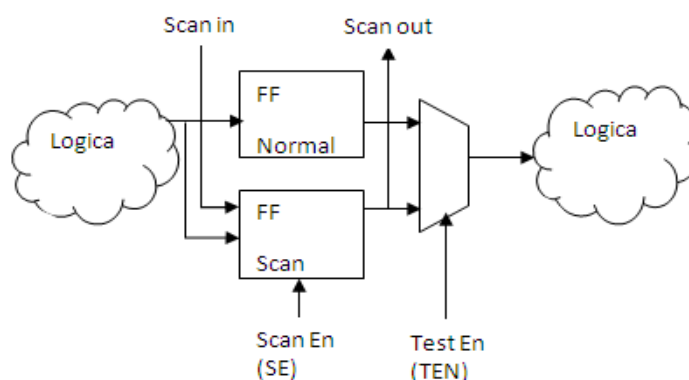 Scan in
Scan out
FF
Normal
Logica
Logica
FF
Scan
Scan En
(SE)
Test En
(TEN)